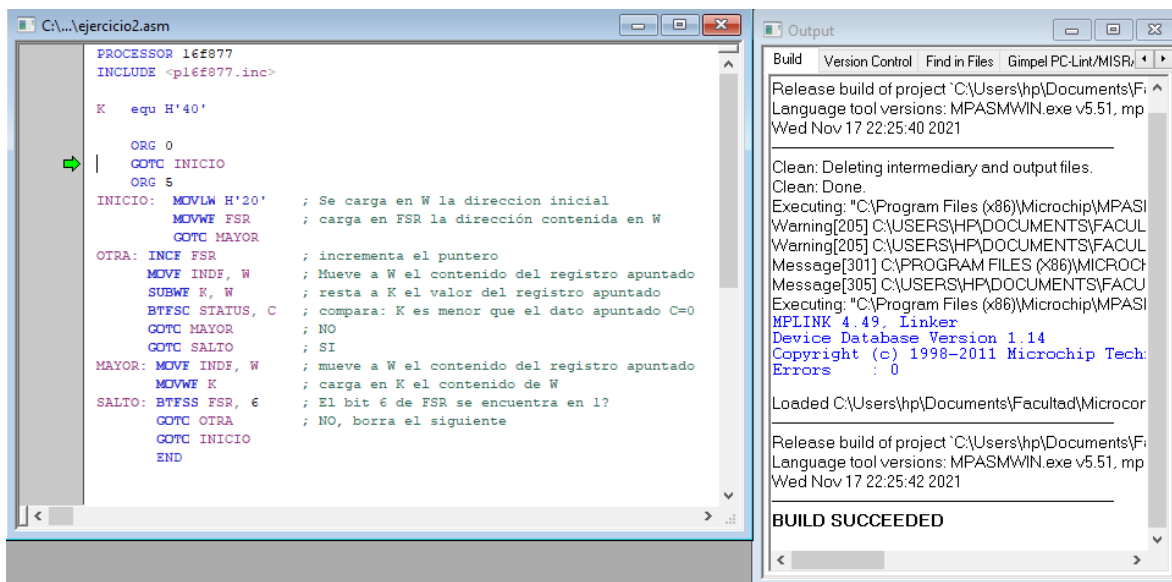 C:\...\ejercicio2.asm
PROCESSOR 16f877
INCLUDE <p16f877.inc>
K equ H'40'
ORG 0
GOTO INICIO
ORG 5
INICIO: MOVLW H'20' ; Se carga en W la direccion inicial
MOVWF FSR ; carga en FSR la dirección contenida en W
GOTO MAYOR
OTRA: INCF FSR ; incrementa el puntero
MOVF INDF, W ; Mueve a W el contenido del registro apuntado
SUBWF K, W ; resta a K el valor del registro apuntado
BTFSC STATUS, C ; compara: K es menor que el dato apuntado C=0
GOTO MAYOR ; NO
GOTO SALTO ; SI
MAYOR: MOVF INDF, W ; mueve a W el contenido del registro apuntado
MOVWF K ; carga en K el contenido de W
SALTO: BTFSS FSR, 6 ; El bit 6 de FSR se encuentra en 1?
GOTO OTRA ; NO, borra el siguiente
GOTO INICIO
END
Output
Build Version Control Find in Files Gimpel PC-Lint/MISRA
Release build of project `C:\Users\hp\Documents\F
Language tool versions: MPASMWIN.exe v5.51, mp
Wed Nov 17 22:25:40 2021
Clean: Deleting intermediary and output files.
Clean: Done.
Executing: "C:\Program Files (x86)\Microchip\MPASI
Warning[205] C:\USERS\HP\DOCUMENTS\FACUL
Warning[205] C:\USERS\HP\DOCUMENTS\FACUL
Message[301] C:\PROGRAM FILES (X86)\MICROCH
Message[305] C:\USERS\HP\DOCUMENTS\FACU
Executing: "C:\Program Files (x86)\Microchip\MPASI
MPLINK 4.49, Linker
Device Database Version 1.14
Copyright (c) 1998-2011 Microchip Tech
Errors : 0
Loaded C:\Users\hp\Documents\Facultad\Microcor
Release build of project `C:\Users\hp\Documents\F
Language tool versions: MPASMWIN.exe v5.51, mp
Wed Nov 17 22:25:42 2021
BUILD SUCCEEDED